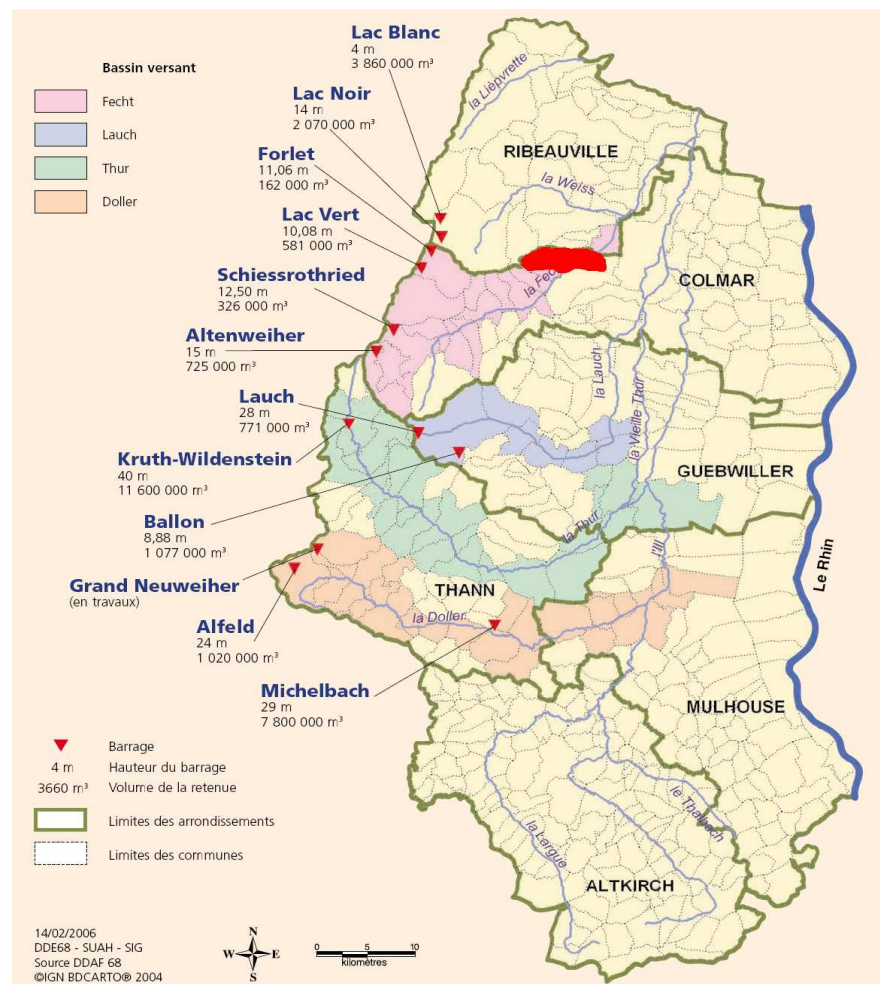 Bassin versant
Fecht
Lauch
Thur
Doller
Lac Blanc
4 m
3 860 000 m³
Lac Noir
14 m
2 070 000 m³
Forlet
11,06 m
162 000 m³
Lac Vert
10,08 m
581 000 m³
Schiessrothried
12,50 m
326 000 m³
Altenweiher
15 m
725 000 m³
Lauch
28 m
771 000 m³
Kruth-Wildenstein
40 m
11 600 000 m³
Ballon
8,88 m
1 077 000 m³
Grand Neuweiher
(en travaux)
Alfeld
24 m
1 020 000 m³
Michelbach
29 m
7 800 000 m³
la Lièpvrette
RIBEAUVILLE
la Weiss
la
COLMAR
la Lauch
la Vieille Thur
GUEBWILLER
la Thur
l'Ill
Le Rhin
THANN
la Doller
MULHOUSE
le Thalbach
la Largue
ALTKIRCH
Barrage
4 m Hauteur du barrage
3660 m³ Volume de la retenue
Limites des arrondissements
Limites des communes
14/02/2006
DDE68 - SUAH - SIG
Source DDAF 68
©IGN BDCARTO® 2004
N
W E
S
0 5 10
kilomètres